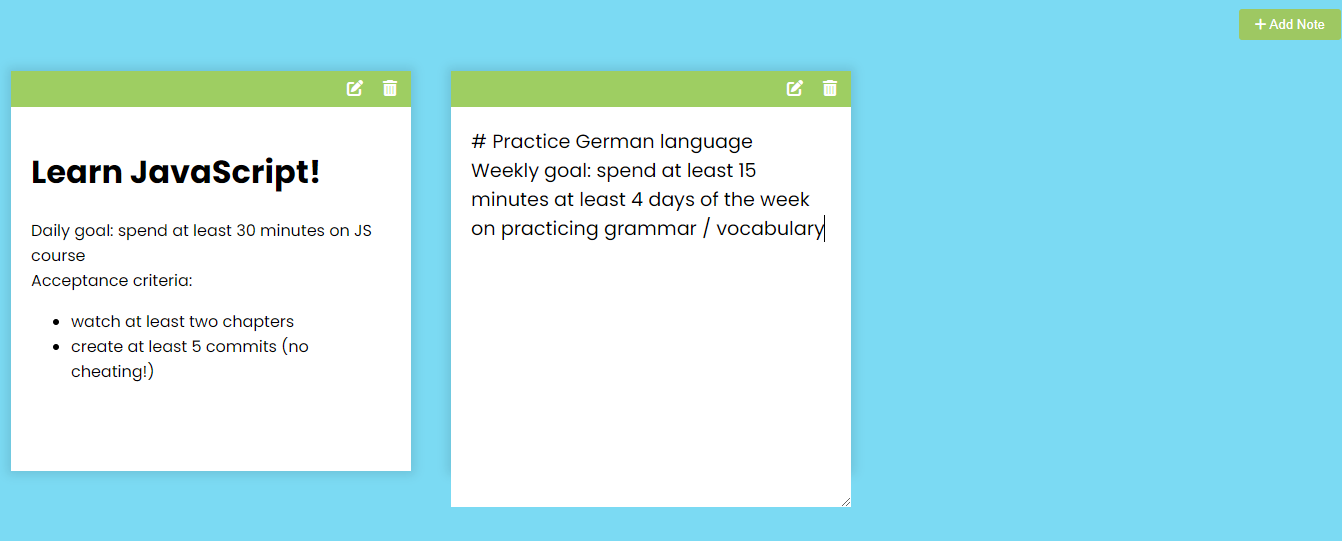 Add Note
Learn JavaScript!
Daily goal: spend at least 30 minutes on JS
course
Acceptance criteria:
watch at least two chapters
create at least 5 commits (no
cheating!)
# Practice German language
Weekly goal: spend at least 15
minutes at least 4 days of the week
on practicing grammar / vocabulary